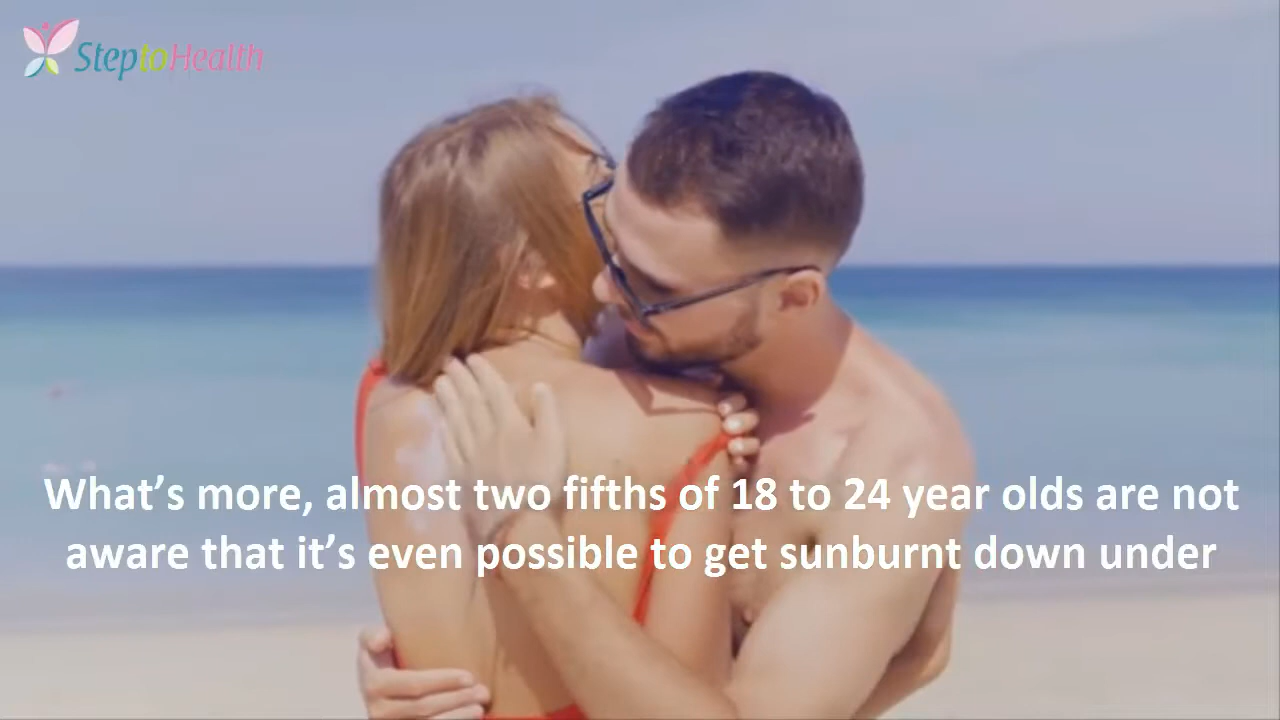 SteptoHealth
What's more, almost two fifths of 18 to 24 year olds are not
aware that it's even possible to get sunburnt down under